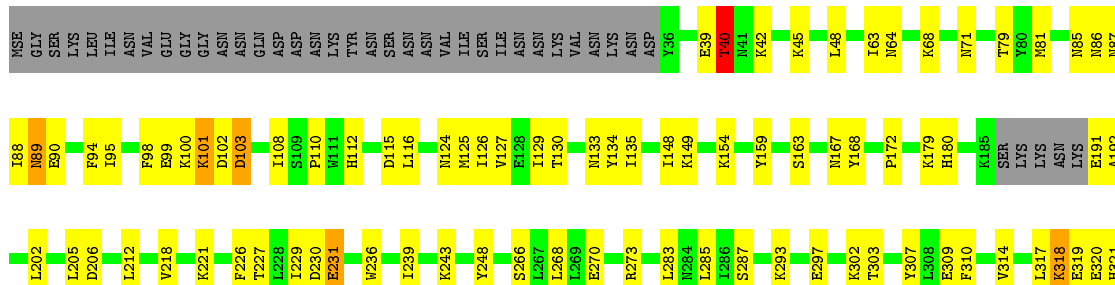 MSE GLY SER LYS LEU ILE ASN VAL GLU GLY GLY ASN ASN GLN ASP ASP ASN LYS TYR ASN SER ASN ASN VAL ILE SER ILE ASN ASN LYS VAL ASN LYS ASN ASP Y36 E39 T40 N41 K42 K45 L48 I63 N64 K68 N71 T79 Y80 M81 N85 N86 N87
I88 N89 E90 F94 I95 F98 E99 K100 K101 D102 D103 I108 S109 P110 W111 H112 D115 L116 N124 M125 I126 V127 E128 I129 T130 N133 Y134 I135 I148 K149 K154 Y159 S163 N167 Y168 P172 K179 H180 K185 SER LYS LYS ASN LYS E191 A192
L202 L205 D206 L212 V218 K221 F226 T227 L228 I229 D230 E231 W236 I239 K243 Y248 S266 L267 L268 L269 E270 R273 L283 N284 L285 I286 S287 K293 E297 K302 T303 Y307 L308 E309 F310 V314 L317 K318 E319 E320 H321